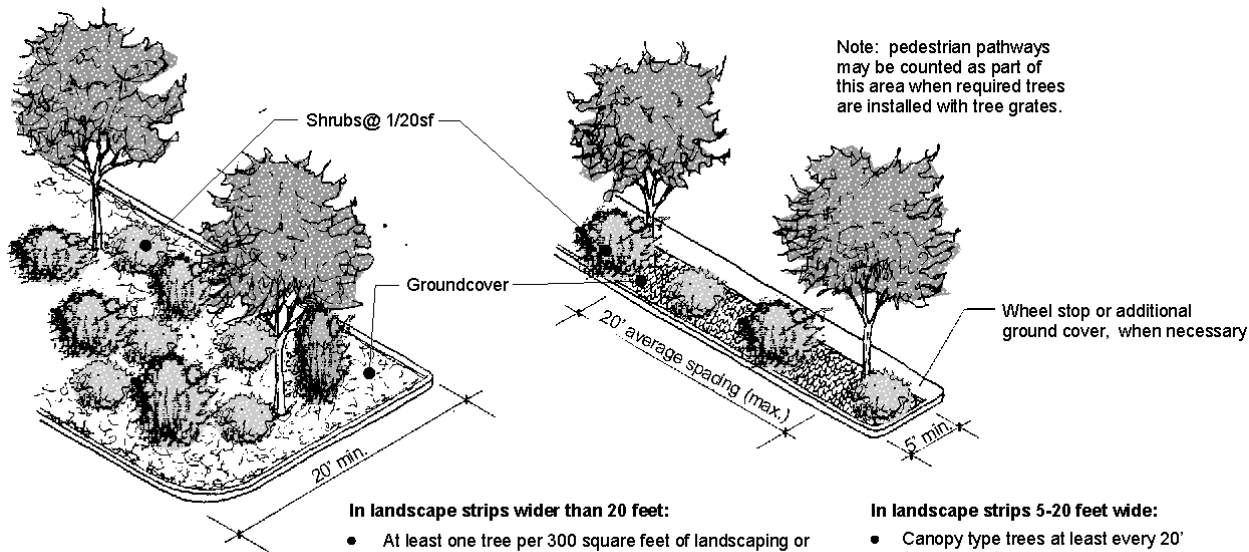 Note: pedestrian pathways
may be counted as part of
this area when required trees
are installed with tree grates.
Shrubs@ 1/20sf
Groundcover
Wheel stop or additional
ground cover, when necessary
20' average spacing (max.)
5' min.
20' min.
In landscape strips wider than 20 feet:
● At least one tree per 300 square feet of landscaping or
In landscape strips 5-20 feet wide:
● Canopy type trees at least every 20'